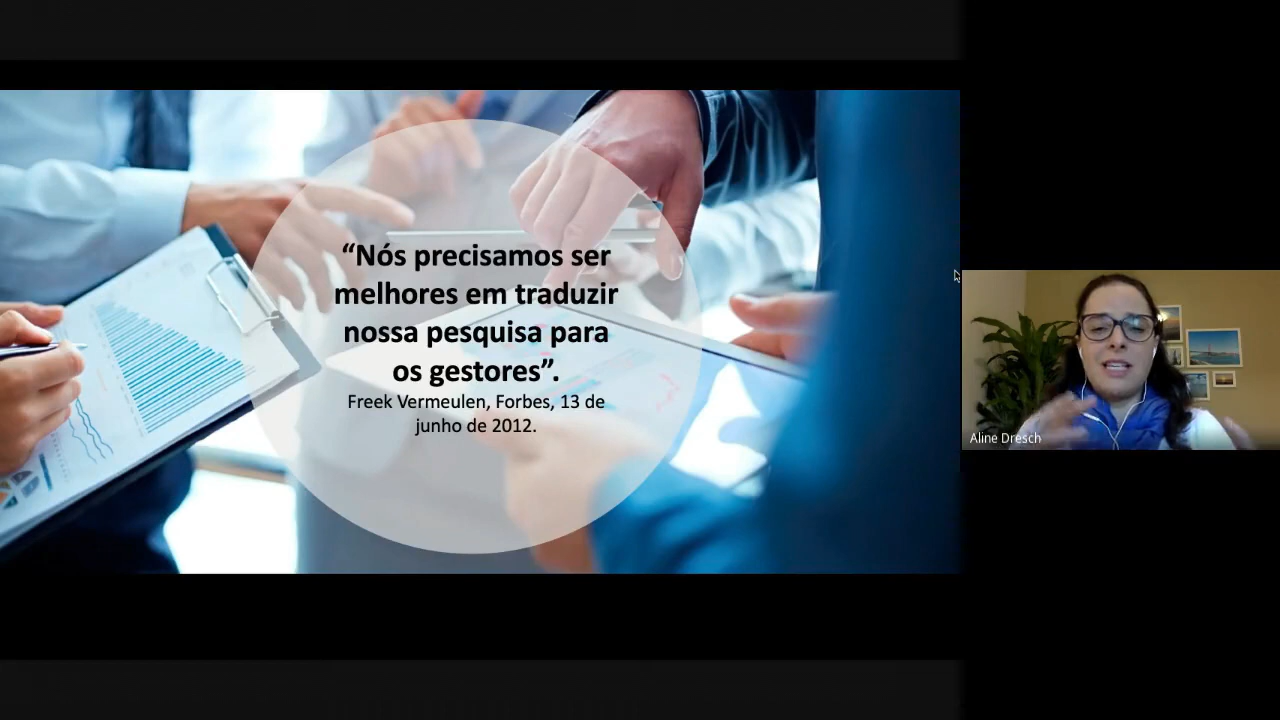 “Nós precisamos ser
melhores em traduzir
nossa pesquisa para
os gestores”.
Freek Vermeulen, Forbes, 13 de
junho de 2012.
Aline Dresch